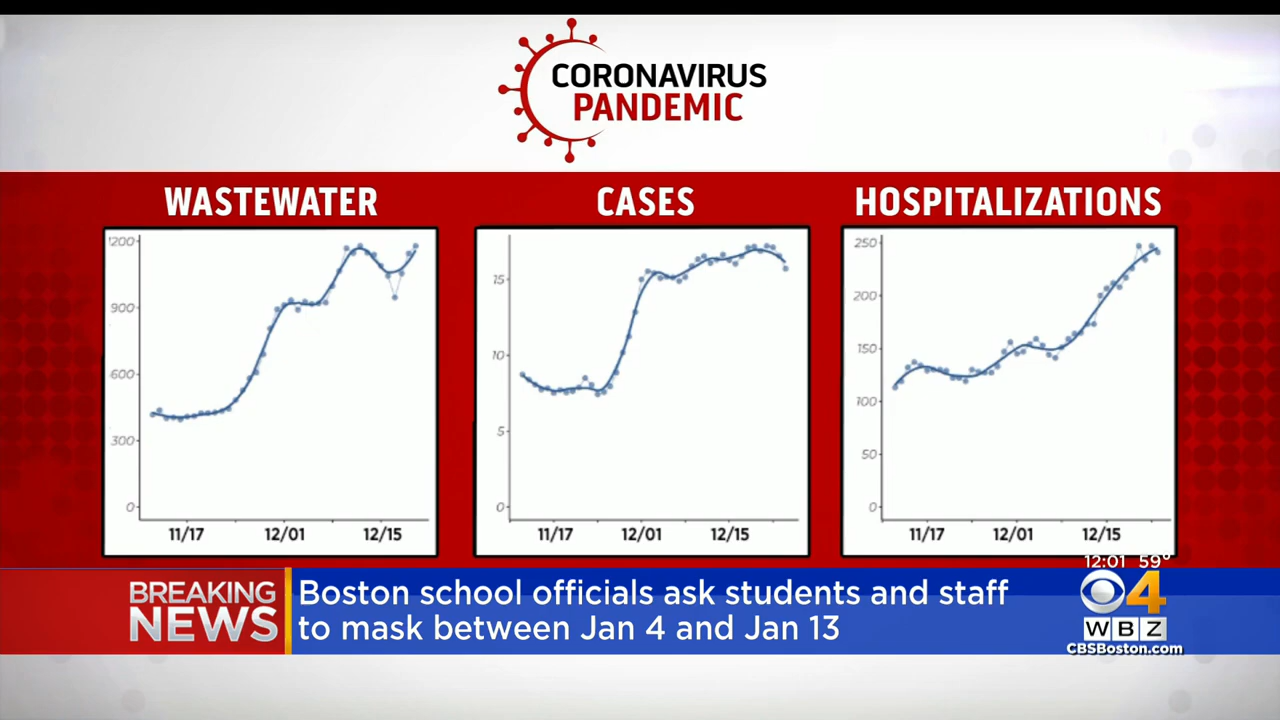 CORONAVIRUS
PANDEMIC
WASTEWATER
1200
900
600
300
0
11/17
12/01
12/15
CASES
15
10
5
0
11/17
12/01
12/15
HOSPITALIZATIONS
250
200
150
100
50
0
11/17
12/01
12/15
BREAKING
NEWS
Boston school officials ask students and staff
to mask between Jan 4 and Jan 13
12:01 59°
4
WBZ
CBSBoston.com